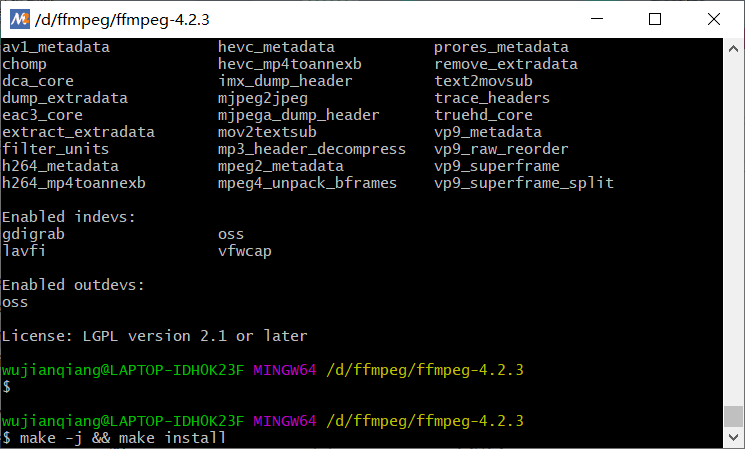 /d/ffmpeg/ffmpeg-4.2.3
av1_metadata hevc_metadata prores_metadata
chomp hevc_mp4toannexb remove_extradata
dca_core imx_dump_header text2movsub
dump_extradata mjpeg2jpeg trace_headers
eac3_core mjpega_dump_header truehd_core
extract_extradata mov2textsub vp9_metadata
filter_units mp3_header_decompress vp9_raw_reorder
h264_metadata mpeg2_metadata vp9_superframe
h264_mp4toannexb mpeg4_unpack_bframes vp9_superframe_split
Enabled indevs:
gdigrab oss
lavfi vfwcap
Enabled outdevs:
oss
License: LGPL version 2.1 or later
wujianqiang@LAPTOP-IDH0K23F MINGW64 /d/ffmpeg/ffmpeg-4.2.3
$
wujianqiang@LAPTOP-IDH0K23F MINGW64 /d/ffmpeg/ffmpeg-4.2.3
$ make -j && make install